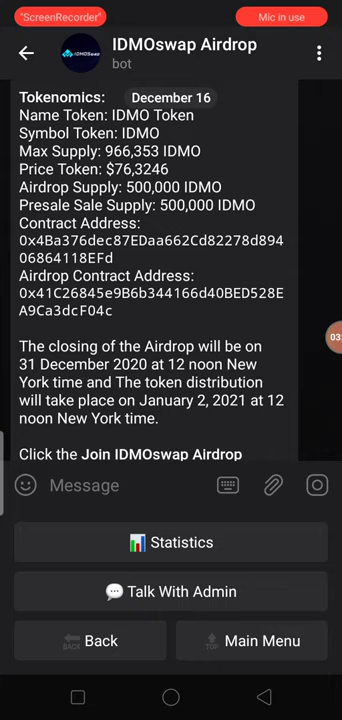 "ScreenRecorder"
Mic in use
IDMOswap Airdrop
bot
IDMOSwap
December 16
Tokenomics:
Name Token: IDMO Token
Symbol Token: IDMO
Max Supply: 966,353 IDMO
Price Token: $76,3246
Airdrop Supply: 500,000 IDMO
Presale Sale Supply: 500,000 IDMO
Contract Address:
0x4Ba376dec87EDaa662Cd82278d894
06864118EFd
Airdrop Contract Address:
0x41C26845e9B6b344166d40BED528E
A9Ca3dcF04c
The closing of the Airdrop will be on
31 December 2020 at 12 noon New
York time and The token distribution
will take place on January 2, 2021 at 12
noon New York time.
Click the Join IDMOswap Airdrop
03:
Message
Statistics
Talk With Admin
BACK Back
TOP Main Menu